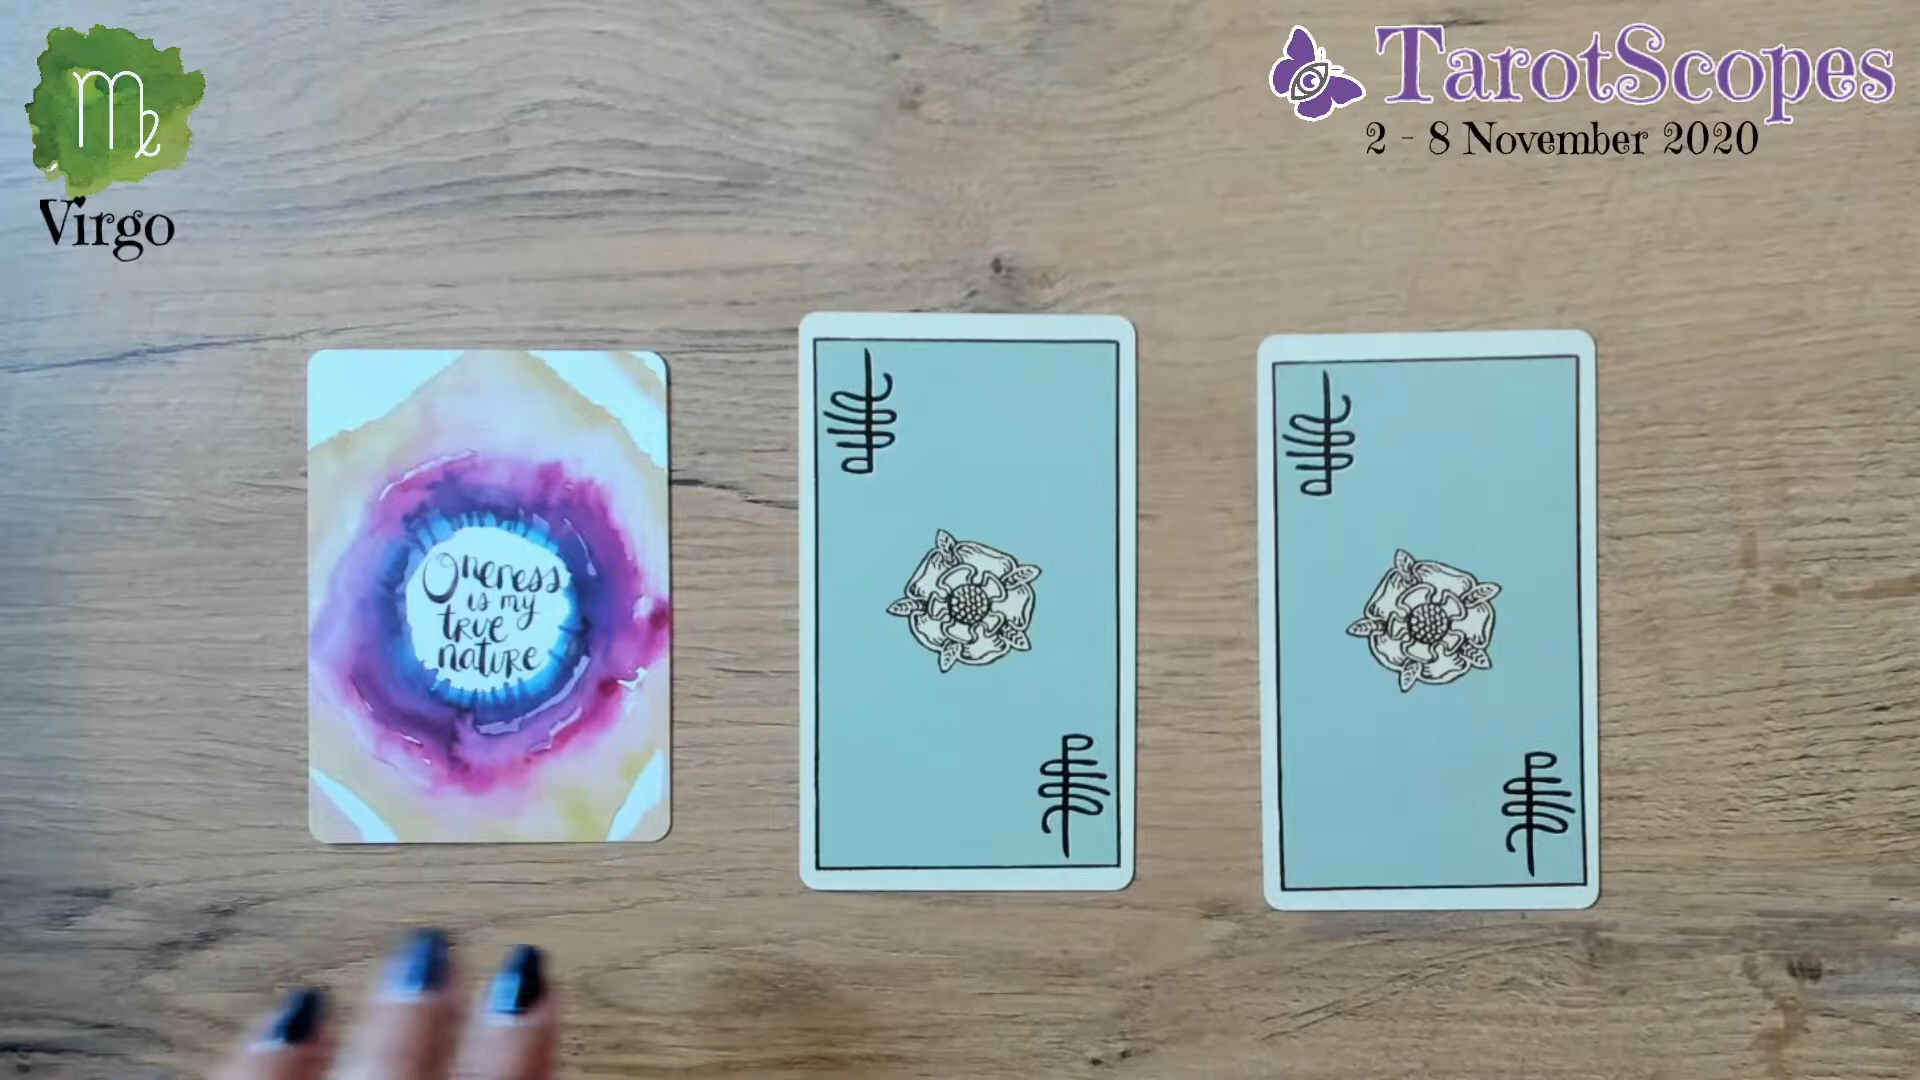 Virgo
TarotScopes
2 - 8 November 2020
Oneness
is my
true
nature